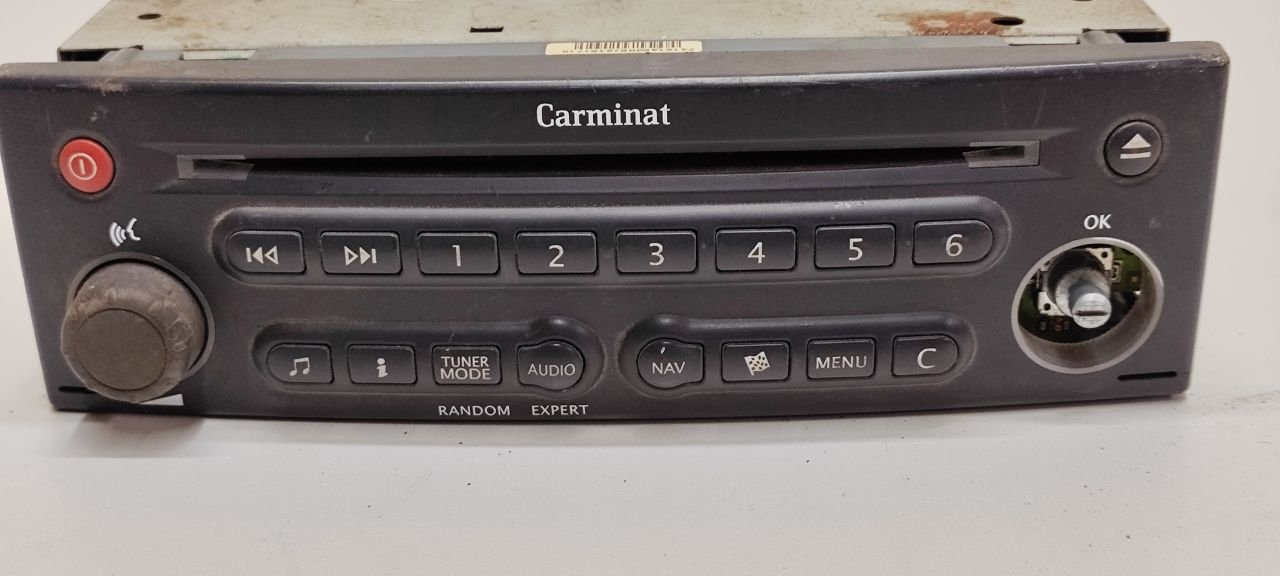 Carminat
OK
1 2 3 4 5 6
TUNER
MODE
AUDIO
NAV
MENU
C
RANDOM EXPERT